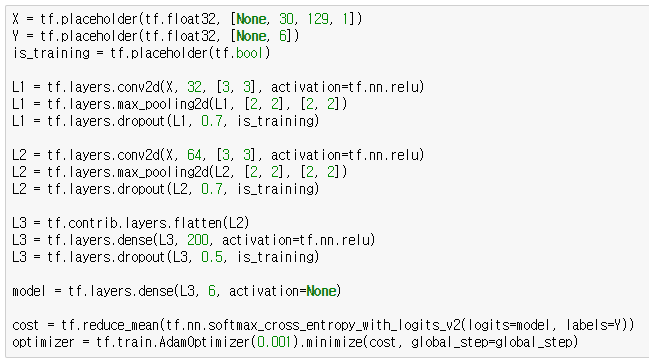 X = tf.placeholder(tf.float32, [None, 30, 129, 1])
Y = tf.placeholder(tf.float32, [None, 6])
is_training = tf.placeholder(tf.bool)
L1 = tf.layers.conv2d(X, 32, [3, 3], activation=tf.nn.relu)
L1 = tf.layers.max_pooling2d(L1, [2, 2], [2, 2])
L1 = tf.layers.dropout(L1, 0.7, is_training)
L2 = tf.layers.conv2d(X, 64, [3, 3], activation=tf.nn.relu)
L2 = tf.layers.max_pooling2d(L2, [2, 2], [2, 2])
L2 = tf.layers.dropout(L2, 0.7, is_training)
L3 = tf.contrib.layers.flatten(L2)
L3 = tf.layers.dense(L3, 200, activation=tf.nn.relu)
L3 = tf.layers.dropout(L3, 0.5, is_training)
model = tf.layers.dense(L3, 6, activation=None)
cost = tf.reduce_mean(tf.nn.softmax_cross_entropy_with_logits_v2(logits=model, labels=Y))
optimizer = tf.train.AdamOptimizer(0.001).minimize(cost, global_step=global_step)